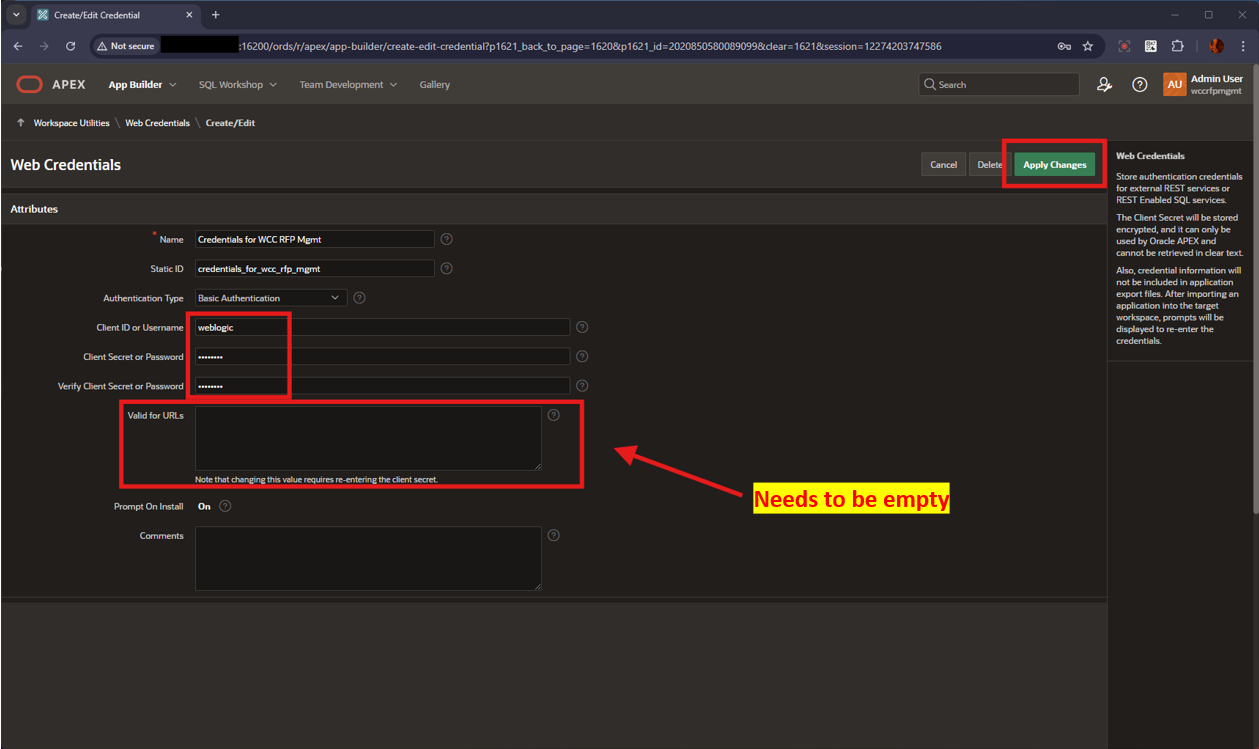 Create/Edit Credential
Not secure
:16200/ords/r/apex/app-builder/create-edit-credential?p1621_back_to_page=1620&p1621_id=2020850580089099&clear=1621&session=12274203747586
APEX
App Builder
SQL Workshop
Team Development
Gallery
Search
AU
Admin User
wccrfpmgmt
Workspace Utilities \ Web Credentials \ Create/Edit
Web Credentials
Cancel
Delete
Apply Changes
Attributes
* Name
Credentials for WCC RFP Mgmt
Static ID
credentials_for_wcc_rfp_mgmt
Authentication Type
Basic Authentication
Client ID or Username
weblogic
Client Secret or Password
••••••••
Verify Client Secret or Password
••••••••
Valid for URLs
Note that changing this value requires re-entering the client secret.
Needs to be empty
Prompt On Install
On
Comments
Web Credentials
Store authentication credentials
for external REST services or
REST Enabled SQL services.
The Client Secret will be stored
encrypted, and it can only be
used by Oracle APEX and
cannot be retrieved in clear text.
Also, credential information will
not be included in application
export files. After importing an
application into the target
workspace, prompts will be
displayed to re-enter the
credentials.